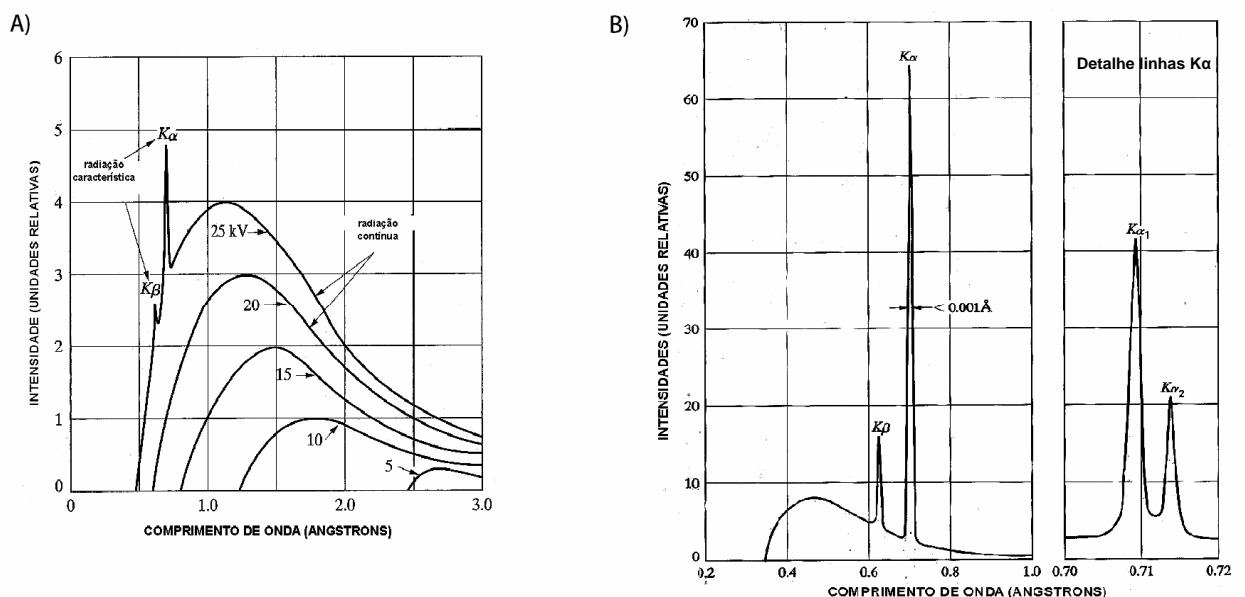 A)
INTENSIDADE (UNIDADES RELATIVAS)
6
5
4
3
2
1
0
Kα
radiação
característica
Kβ
25 kV
radiação
contínua
20
15
10
5
0
1.0
2.0
3.0
COMPRIMENTO DE ONDA (ANGSTRONS)
B)
INTENSIDADES (UNIDADES RELATIVAS)
70
60
50
40
30
20
10
0
Kα
< 0.001Å
Kβ
0.2
0.4
0.6
0.8
1.0
Detalhe linhas Kα
Kα1
Kα2
0.70
0.71
0.72
COMPRIMENTO DE ONDA (ANGSTRONS)